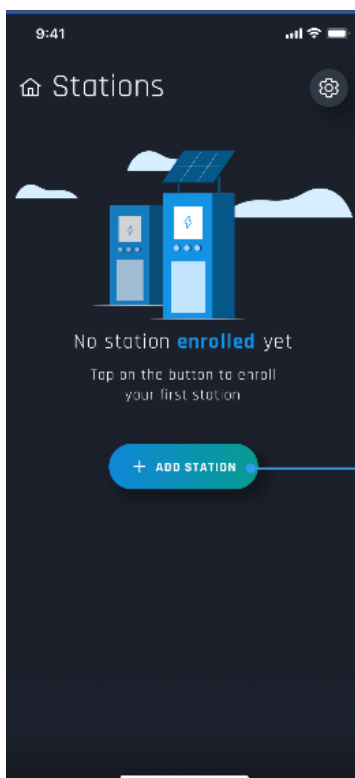 9:41
Stations
No station enrolled yet
Tap on the button to enroll
your first station
+ ADD STATION